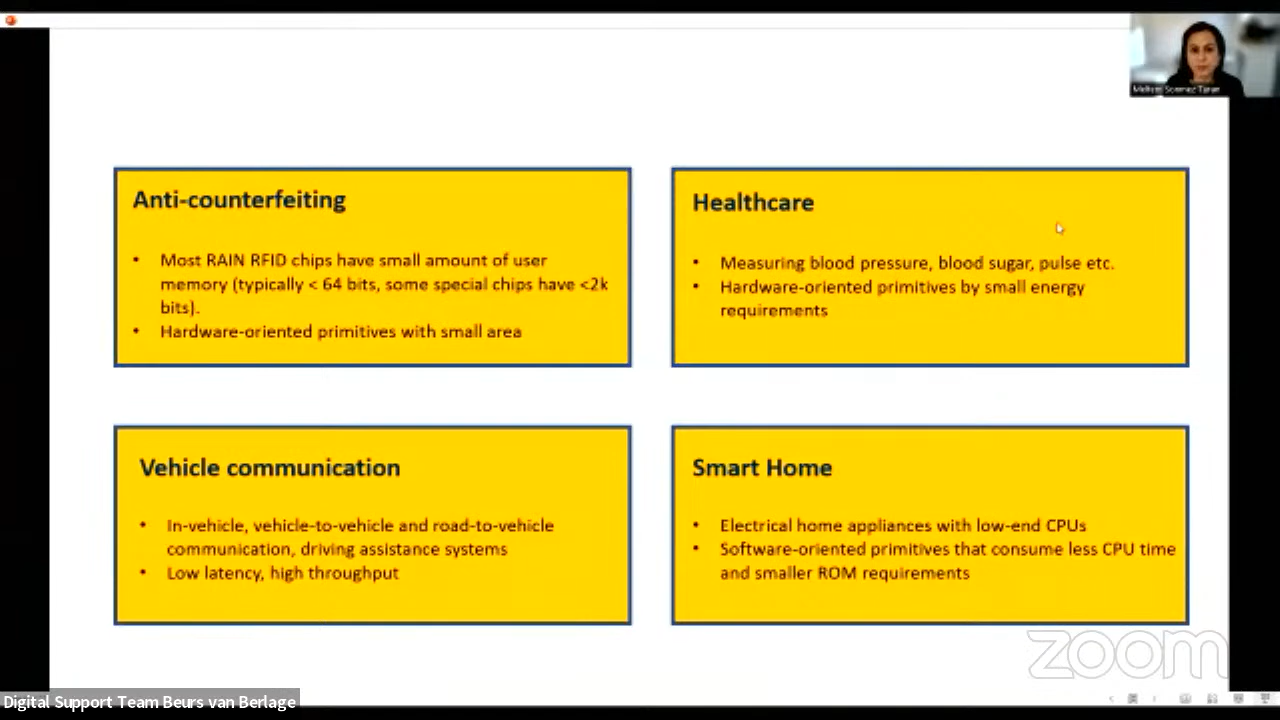 Meltem Sonmez Turan
Anti-counterfeiting
• Most RAIN RFID chips have small amount of user
memory (typically < 64 bits, some special chips have <2k
bits).
• Hardware-oriented primitives with small area
Healthcare
• Measuring blood pressure, blood sugar, pulse etc.
• Hardware-oriented primitives by small energy
requirements
Vehicle communication
• In-vehicle, vehicle-to-vehicle and road-to-vehicle
communication, driving assistance systems
• Low latency, high throughput
Smart Home
• Electrical home appliances with low-end CPUs
• Software-oriented primitives that consume less CPU time
and smaller ROM requirements
zoom
Digital Support Team Beurs van Berlage